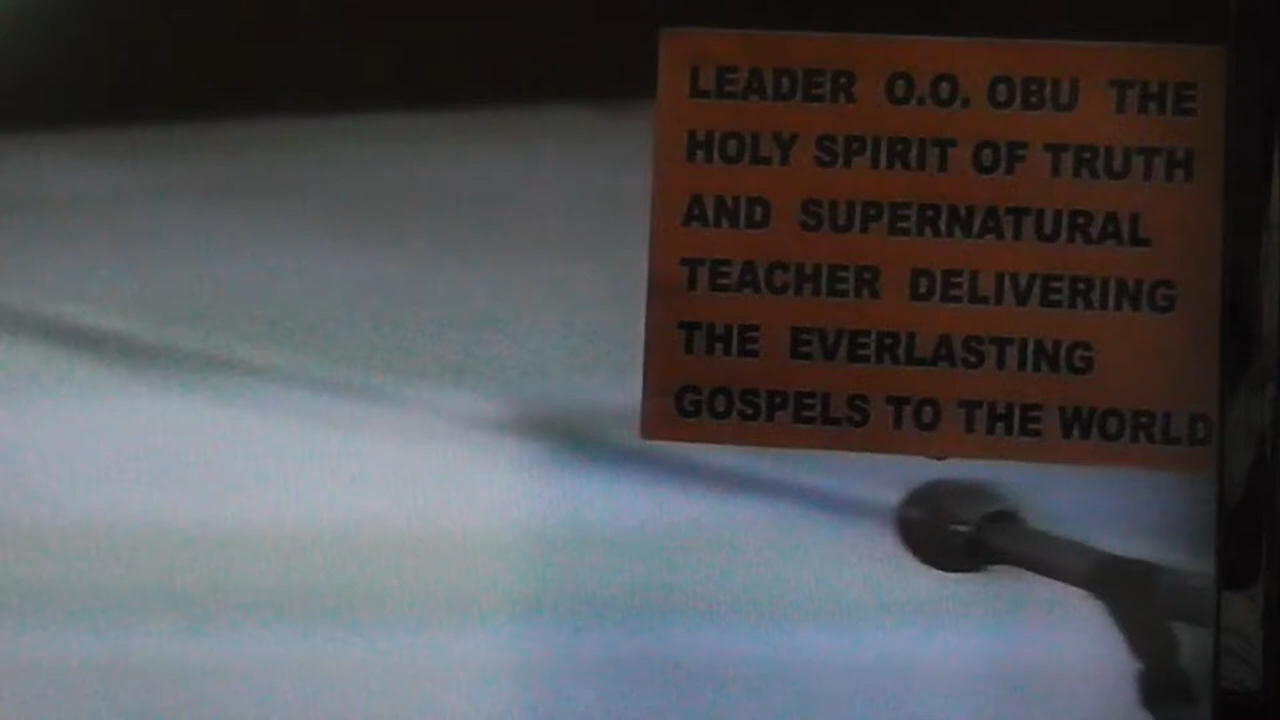 LEADER O.O. OBU THE
HOLY SPIRIT OF TRUTH
AND SUPERNATURAL
TEACHER DELIVERING
THE EVERLASTING
GOSPELS TO THE WORLD